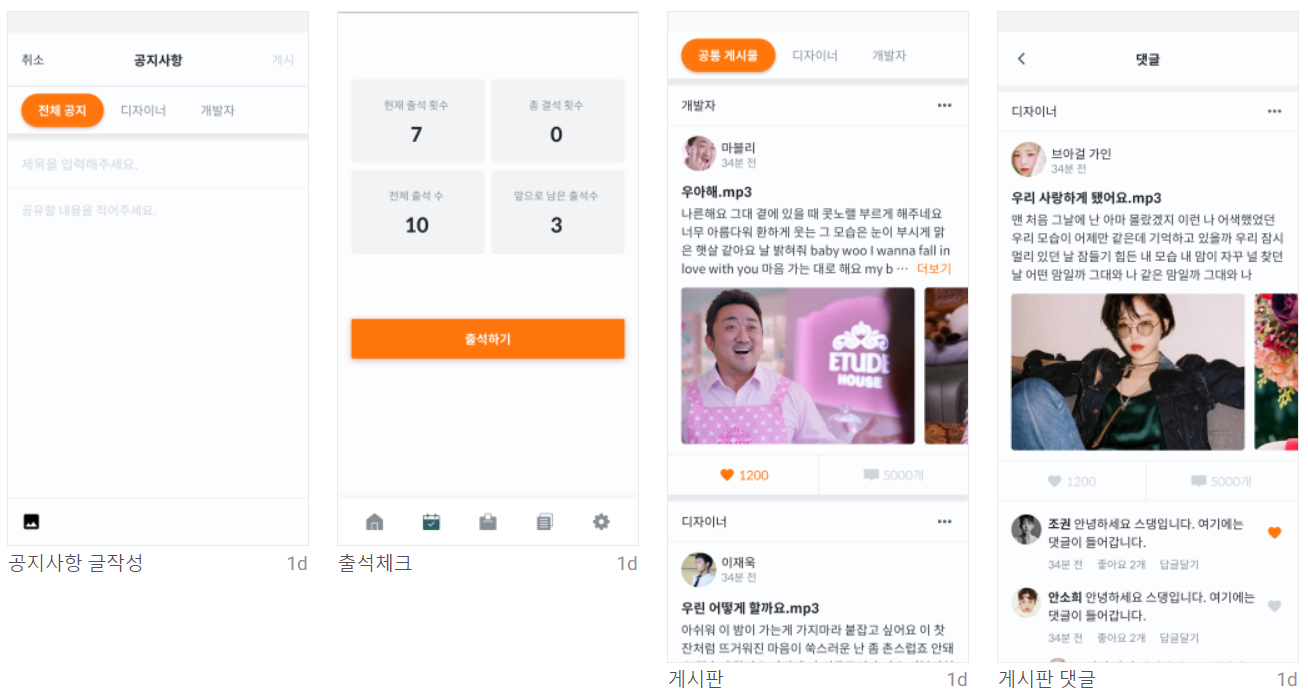 취소
공지사항
게시
전체 공지
디자이너
개발자
제목을 입력해주세요.
공유할 내용을 적어주세요.
공지사항 글작성
1d
현재 출석 횟수
7
총 결석 횟수
0
전체 출석 수
10
앞으로 남은 출석수
3
출석하기
출석체크
1d
공통 게시물
디자이너
개발자
개발자
마블리
34분 전
우아해.mp3
나른해요 그대 곁에 있을 때 콧노랠 부르게 해주네요
너무 아름다워 환하게 웃는 그 모습은 눈이 부시게 맑
은 햇살 같아요 날 밝혀줘 baby woo I wanna fall in
love with you 마음 가는 대로 해요 my b ··· 더보기
ETUDE
HOUSE
1200
5000개
디자이너
이재욱
34분 전
우린 어떻게 할까요.mp3
아쉬워 이 밤이 가는게 가지마라 붙잡고 싶어요 이 찻
잔처럼 뜨거워진 마음이 쑥스러운 난 좀 촌스럽죠 안돼
게시판
1d
댓글
디자이너
브아걸 가인
34분 전
우리 사랑하게 됐어요.mp3
맨 처음 그날에 난 아마 몰랐겠지 이런 나 어색했었던
우리 모습이 어제만 같은데 기억하고 있을까 우리 잠시
멀리 있던 날 잠들기 힘든 내 모습 내 맘이 자꾸 널 찾던
날 어떤 맘일까 그대와 나 같은 맘일까 그대와 나
1200
5000개
조권 안녕하세요 스댕입니다. 여기에는
댓글이 들어갑니다.
34분 전 좋아요 2개 답글달기
안소희 안녕하세요 스댕입니다. 여기에는
댓글이 들어갑니다.
34분 전 좋아요 2개 답글달기
게시판 댓글
1d